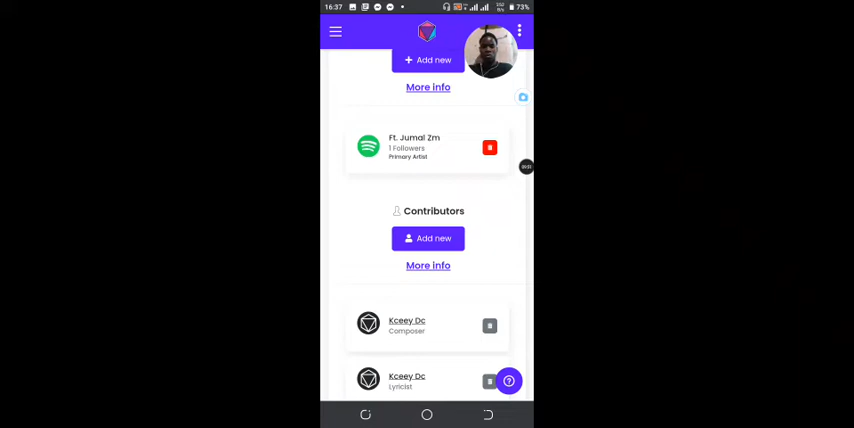 16:37
73%
Add new
More info
Ft. Jumal Zm
1 Followers
Primary Artist
Contributors
Add new
More info
Kceey Dc
Composer
Kceey Dc
Lyricist